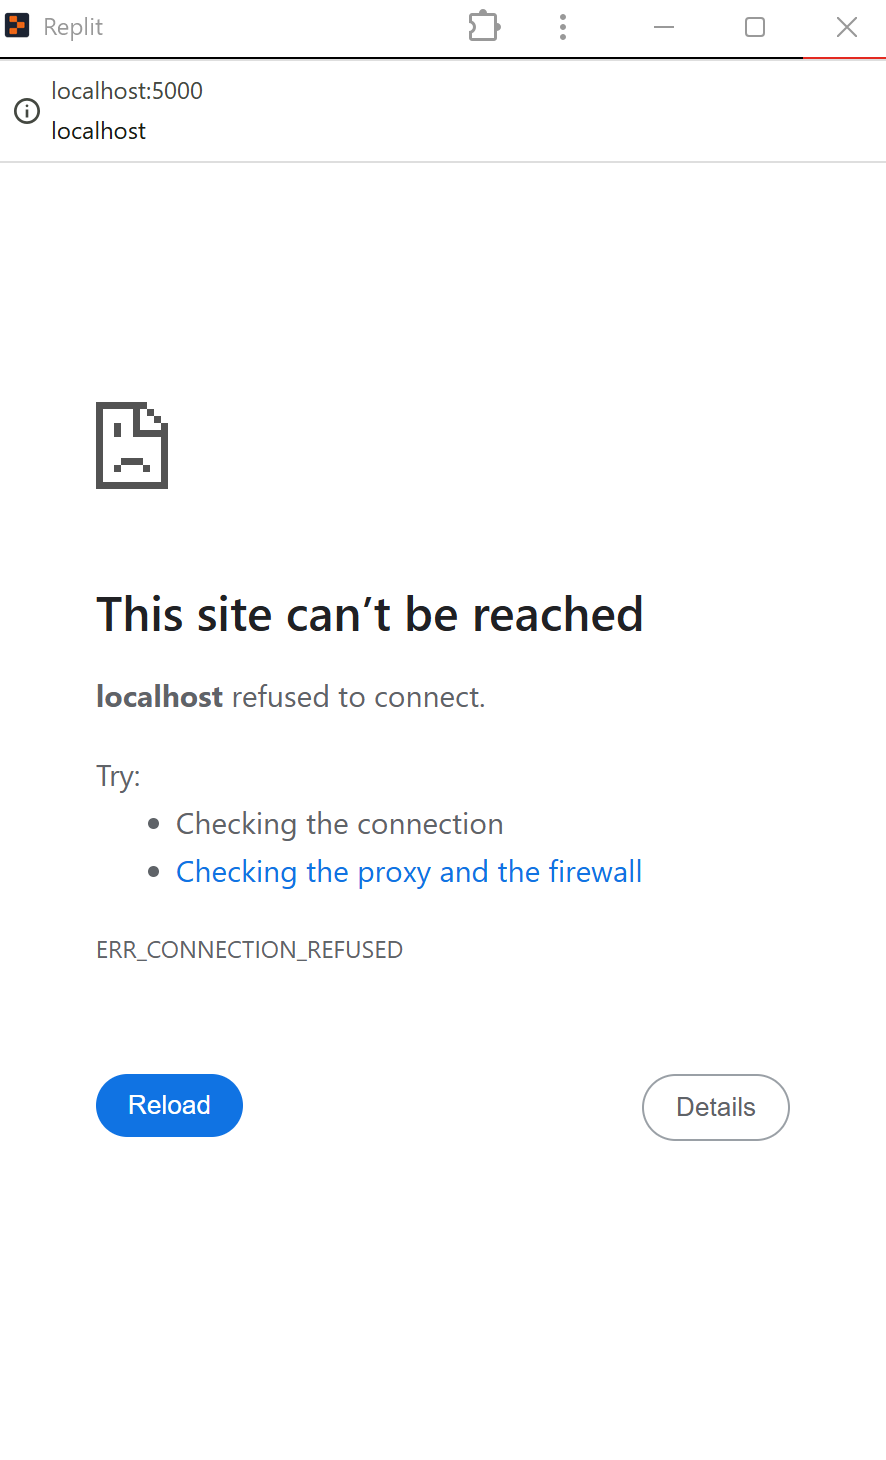 Replit
localhost:5000
localhost
This site can’t be reached
localhost refused to connect.
Try:
Checking the connection
Checking the proxy and the firewall
ERR_CONNECTION_REFUSED
Reload
Details